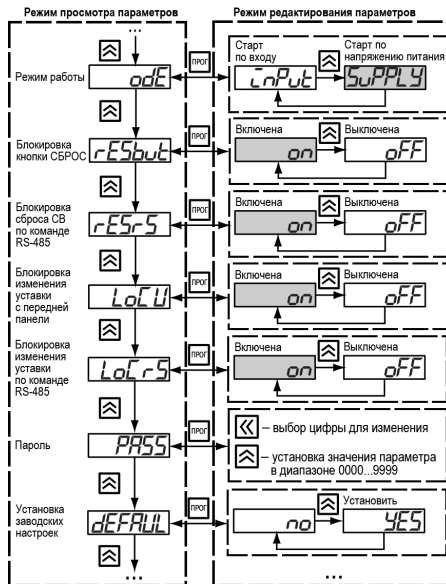 Режим просмотра параметров
Режим редактирования параметров
...
Режим работы
odE
ПРОГ
Старт по входу
inPut
Старт по напряжению питания
SuPPLY
Блокировка кнопки СБРОС
rESbut
ПРОГ
Включена
on
Выключена
oFF
Блокировка сброса СВ по команде RS-485
rESrS
ПРОГ
Включена
on
Выключена
oFF
Блокировка изменения уставки с передней панели
LoCU
ПРОГ
Включена
on
Выключена
oFF
Блокировка изменения уставки по команде RS-485
LoCrS
ПРОГ
Включена
on
Выключена
oFF
Пароль
PASS
ПРОГ
– выбор цифры для изменения
– установка значения параметра в диапазоне 0000...9999
Установка заводских настроек
dEFAUL
ПРОГ
no
Установить
YES
...
...